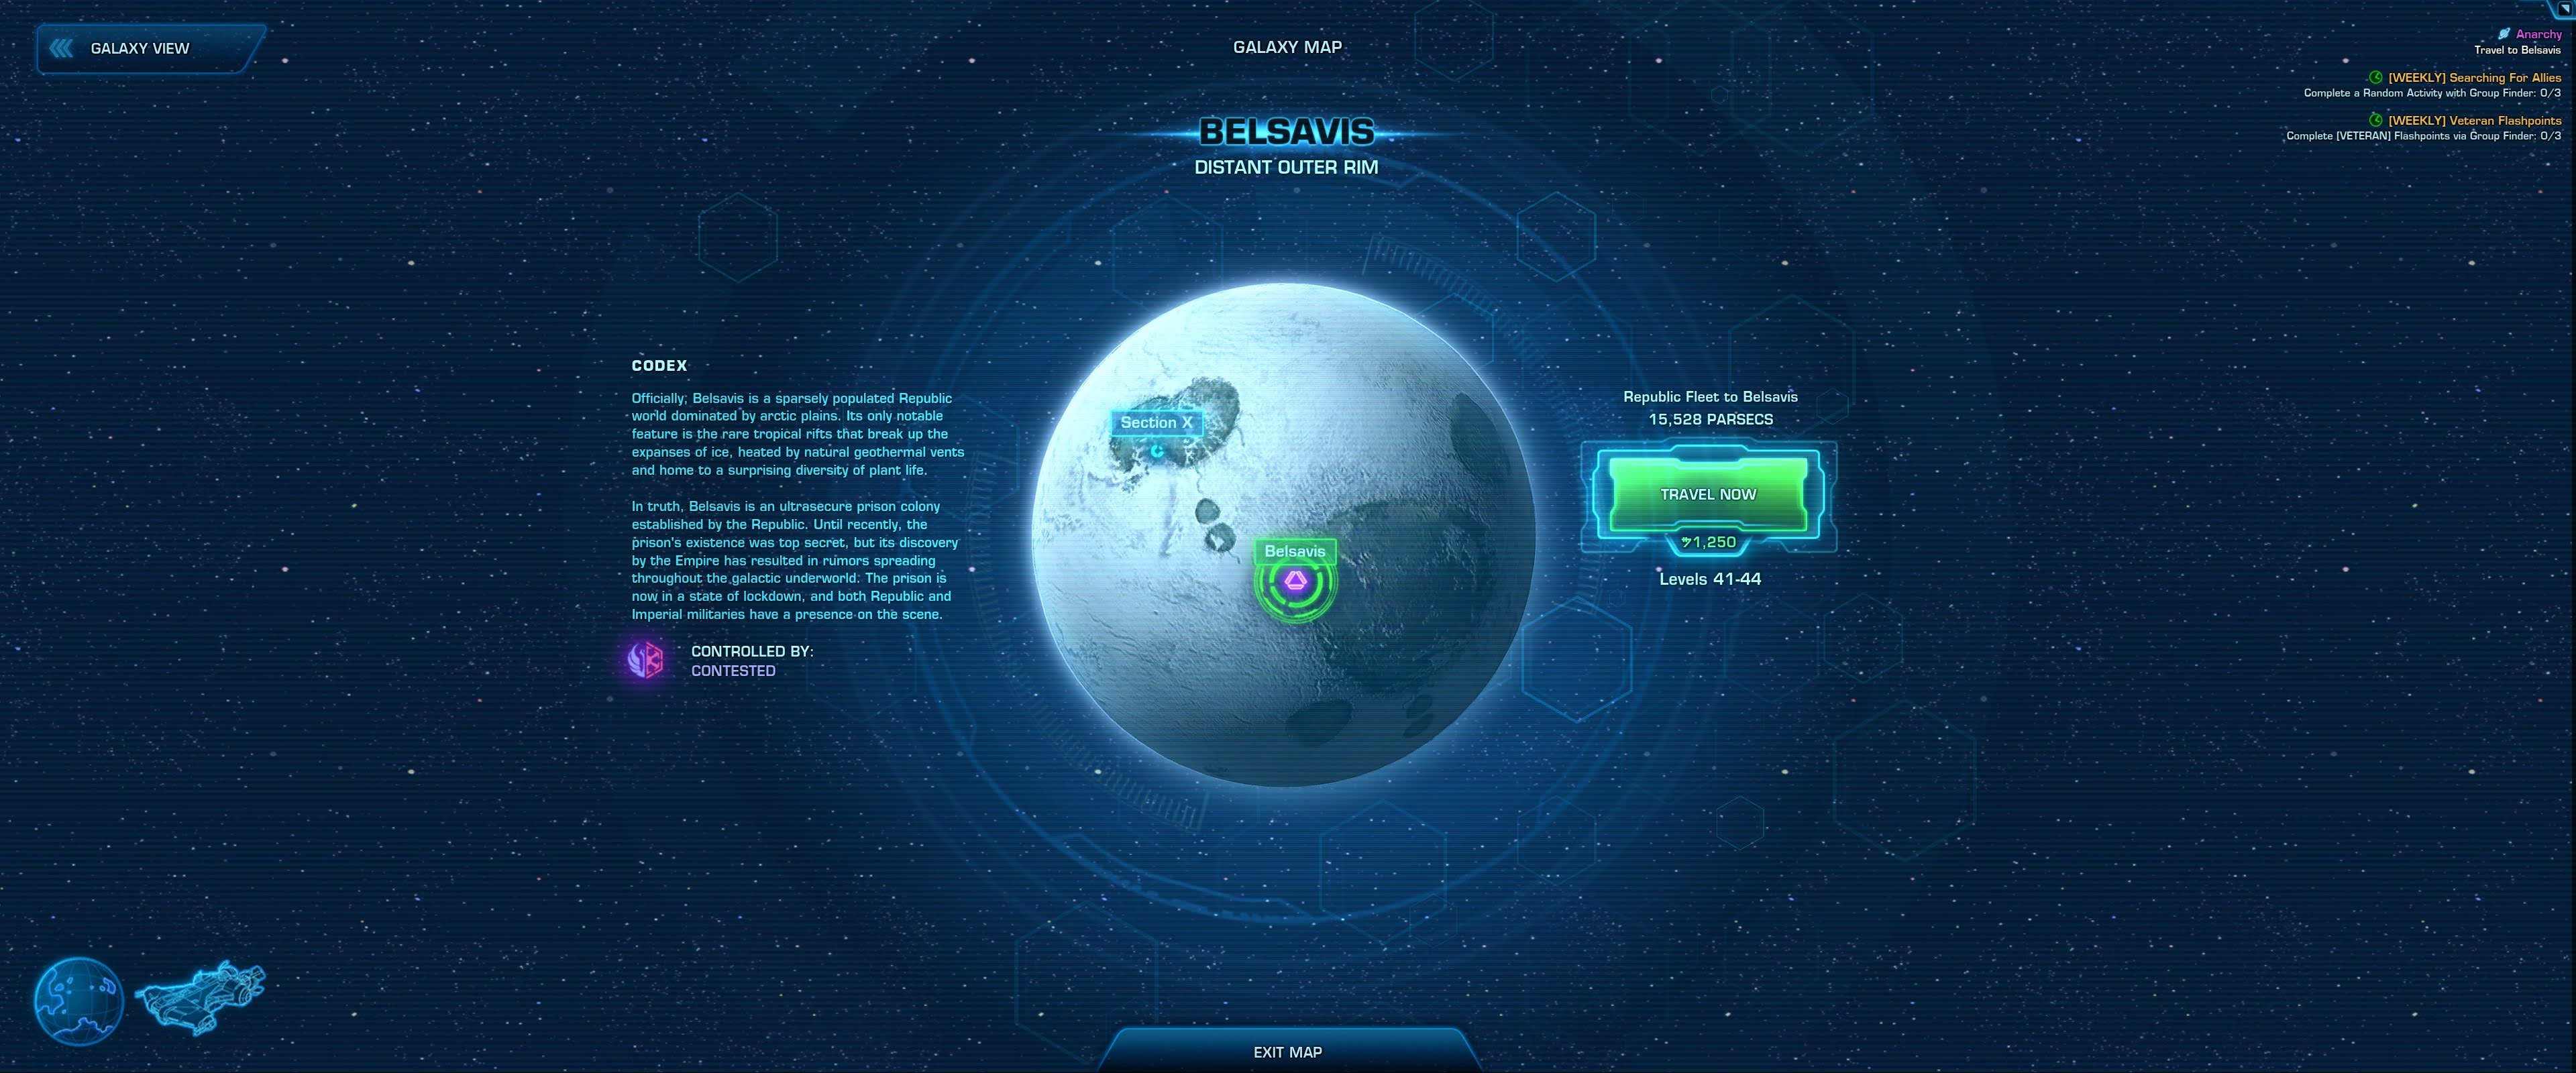 GALAXY VIEW
GALAXY MAP
Anarchy
Travel to Belsavis
[WEEKLY] Searching For Allies
Complete a Random Activity with Group Finder: 0/3
[WEEKLY] Veteran Flashpoints
Complete [VETERAN] Flashpoints via Group Finder: 0/3
BELSAVIS
DISTANT OUTER RIM
CODEX
Officially, Belsavis is a sparsely populated Republic
world dominated by arctic plains. Its only notable
feature is the rare tropical rifts that break up the
expanses of ice, heated by natural geothermal vents
and home to a surprising diversity of plant life.
In truth, Belsavis is an ultrasecure prison colony
established by the Republic. Until recently, the
prison's existence was top secret, but its discovery
by the Empire has resulted in rumors spreading
throughout the galactic underworld. The prison is
now in a state of lockdown, and both Republic and
Imperial militaries have a presence on the scene.
CONTROLLED BY:
CONTESTED
Section X
Belsavis
Republic Fleet to Belsavis
15,528 PARSECS
TRAVEL NOW
1,250
Levels 41-44
EXIT MAP